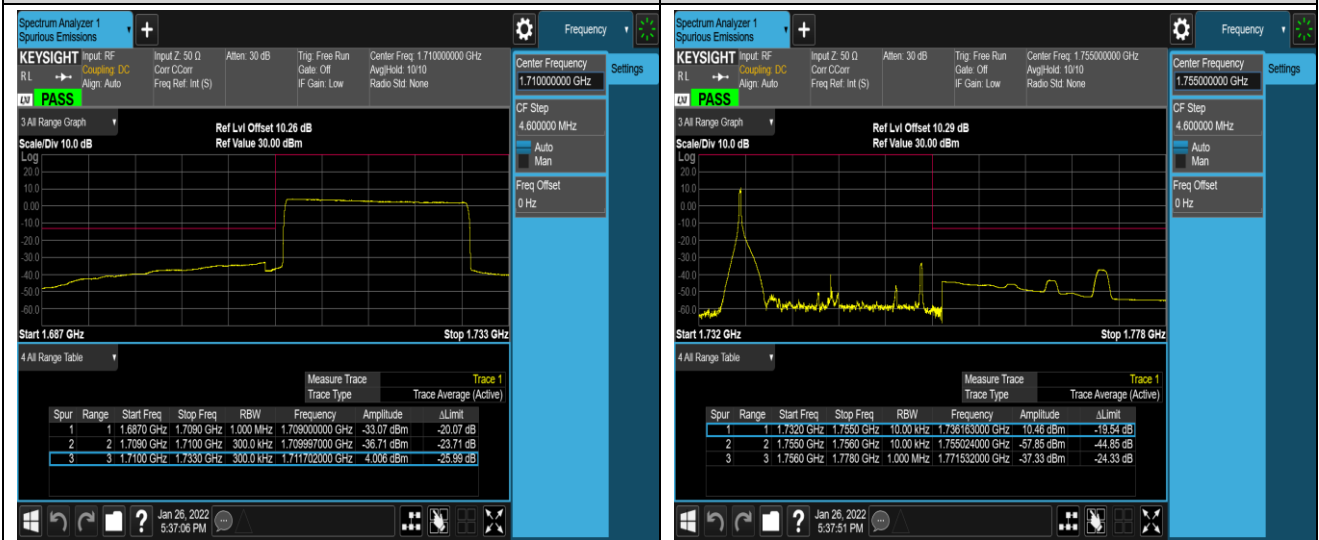 Spectrum Analyzer 1
Spurious Emissions
+
Frequency
KEYSIGHT Input: RF Input Z: 50 Ω Atten: 30 dB Trig: Free Run Center Freq: 1.710000000 GHz
RL Coupling: DC Corr CCorr Gate: Off Avg|Hold: 10/10
Align: Auto Freq Ref: Int (S) IF Gain: Low Radio Std: None
LXI PASS
Center Frequency
1.710000000 GHz
Settings
CF Step
4.600000 MHz
Auto
Man
Freq Offset
0 Hz
3 All Range Graph
Ref Lvl Offset 10.26 dB
Scale/Div 10.0 dB Ref Value 30.00 dBm
Log
20.0
10.0
0.00
-10.0
-20.0
-30.0
-40.0
-50.0
-60.0
Start 1.687 GHz Stop 1.733 GHz
4 All Range Table
Measure Trace Trace 1
Trace Type Trace Average (Active)
Spur Range Start Freq Stop Freq RBW Frequency Amplitude ΔLimit
1 1 1.6870 GHz 1.7090 GHz 1.000 MHz 1.709000000 GHz -33.07 dBm -20.07 dB
2 2 1.7090 GHz 1.7100 GHz 300.0 kHz 1.709997000 GHz -36.71 dBm -23.71 dB
3 3 1.7100 GHz 1.7330 GHz 300.0 kHz 1.711702000 GHz 4.006 dBm -25.99 dB
? Jan 26, 2022
5:37:06 PM
Spectrum Analyzer 1
Spurious Emissions
+
Frequency
KEYSIGHT Input: RF Input Z: 50 Ω Atten: 30 dB Trig: Free Run Center Freq: 1.755000000 GHz
RL Coupling: DC Corr CCorr Gate: Off Avg|Hold: 10/10
Align: Auto Freq Ref: Int (S) IF Gain: Low Radio Std: None
LXI PASS
Center Frequency
1.755000000 GHz
Settings
CF Step
4.600000 MHz
Auto
Man
Freq Offset
0 Hz
3 All Range Graph
Ref Lvl Offset 10.29 dB
Scale/Div 10.0 dB Ref Value 30.00 dBm
Log
20.0
10.0
0.00
-10.0
-20.0
-30.0
-40.0
-50.0
-60.0
Start 1.732 GHz Stop 1.778 GHz
4 All Range Table
Measure Trace Trace 1
Trace Type Trace Average (Active)
Spur Range Start Freq Stop Freq RBW Frequency Amplitude ΔLimit
1 1 1.7320 GHz 1.7550 GHz 10.00 kHz 1.736163000 GHz 10.46 dBm -19.54 dB
2 2 1.7550 GHz 1.7560 GHz 10.00 kHz 1.755024000 GHz -57.85 dBm -44.85 dB
3 3 1.7560 GHz 1.7780 GHz 1.000 MHz 1.771532000 GHz -37.33 dBm -24.33 dB
? Jan 26, 2022
5:37:51 PM